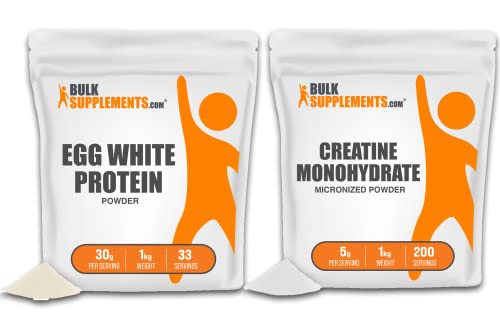 BULK
SUPPLEMENTS.COM®
EGG WHITE
PROTEIN
POWDER
30g 1kg 33
PER SERVING WEIGHT SERVINGS
BULK
SUPPLEMENTS.COM®
CREATINE
MONOHYDRATE
MICRONIZED POWDER
5g 1kg 200
PER SERVING WEIGHT SERVINGS